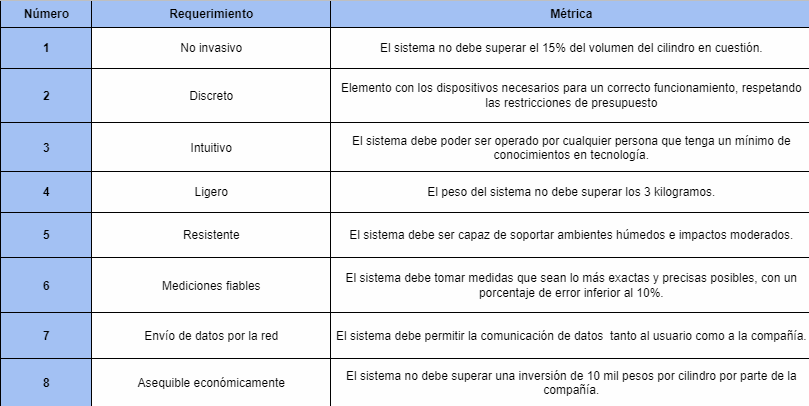 Número Requerimiento Métrica
1 No invasivo El sistema no debe superar el 15% del volumen del cilindro en cuestión.
2 Discreto Elemento con los dispositivos necesarios para un correcto funcionamiento, respetando
las restricciones de presupuesto
3 Intuitivo El sistema debe poder ser operado por cualquier persona que tenga un mínimo de
conocimientos en tecnología.
4 Ligero El peso del sistema no debe superar los 3 kilogramos.
5 Resistente El sistema debe ser capaz de soportar ambientes húmedos e impactos moderados.
6 Mediciones fiables El sistema debe tomar medidas que sean lo más exactas y precisas posibles, con un
porcentaje de error inferior al 10%.
7 Envío de datos por la red El sistema debe permitir la comunicación de datos tanto al usuario como a la compañía.
8 Asequible económicamente El sistema no debe superar una inversión de 10 mil pesos por cilindro por parte de la
compañía.